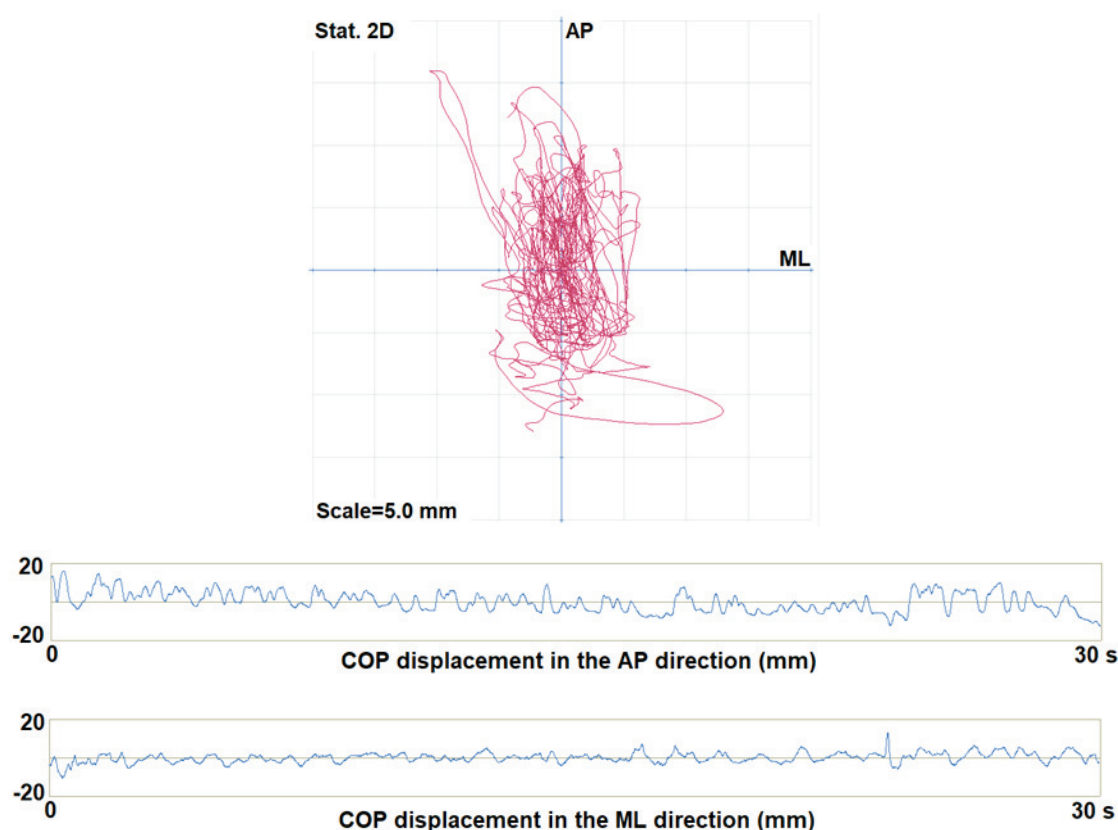 Stat. 2D
AP
ML
Scale=5.0 mm
20
-20
0
COP displacement in the AP direction (mm)
30 s
20
-20
0
COP displacement in the ML direction (mm)
30 s